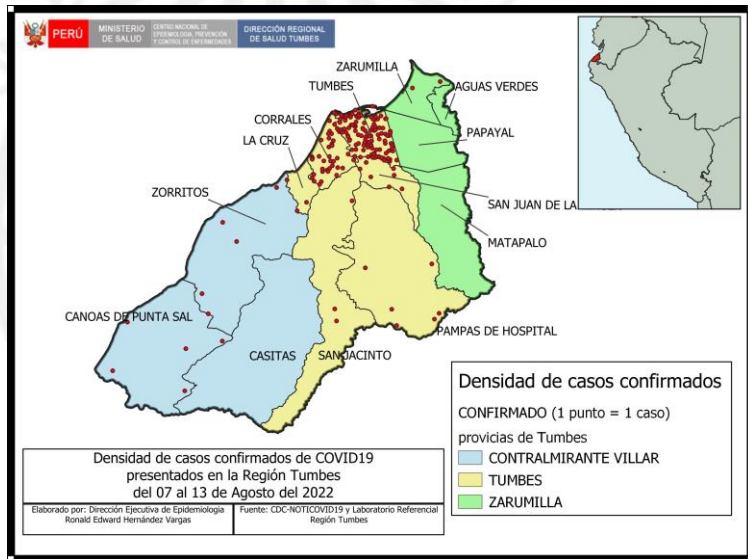 PERÚ
MINISTERIO
DE SALUD
CENTRO NACIONAL DE
EPIDEMIOLOGIA, PREVENCIÓN
Y CONTROL DE ENFERMEDADES
DIRECCIÓN REGIONAL
DE SALUD TUMBES
ZARUMILLA
TUMBES
AGUAS VERDES
CORRALES
PAPAYAL
LA CRUZ
ZORRITOS
SAN JUAN DE LA
MATAPALO
CANOAS DE PUNTA SAL
PAMPAS DE HOSPITAL
CASITAS
SAN JACINTO
Densidad de casos confirmados
CONFIRMADO (1 punto = 1 caso)
provicias de Tumbes
CONTRALMIRANTE VILLAR
TUMBES
ZARUMILLA
Densidad de casos confirmados de COVID19
presentados en la Región Tumbes
del 07 al 13 de Agosto del 2022
Elaborado por: Dirección Ejecutiva de Epidemiologia
Ronald Edward Hernández Vargas
Fuente: CDC-NOTICOVID19 y Laboratorio Referencial
Región Tumbes